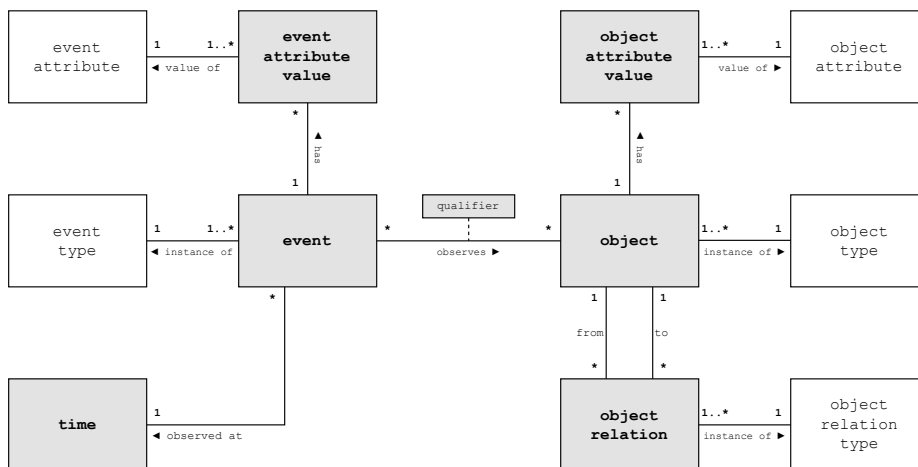 event
attribute
1
1..*
◄ value of
event
attribute
value
object
attribute
value
1..*
1
value of ►
object
attribute
*
▲ has
1
*
▲ has
1
event
type
1
1..*
◄ instance of
event
*
qualifier
observes ►
*
object
1..*
1
instance of ►
object
type
*
1
1
from
to
*
*
time
1
◄ observed at
object
relation
1..*
1
instance of ►
object
relation
type